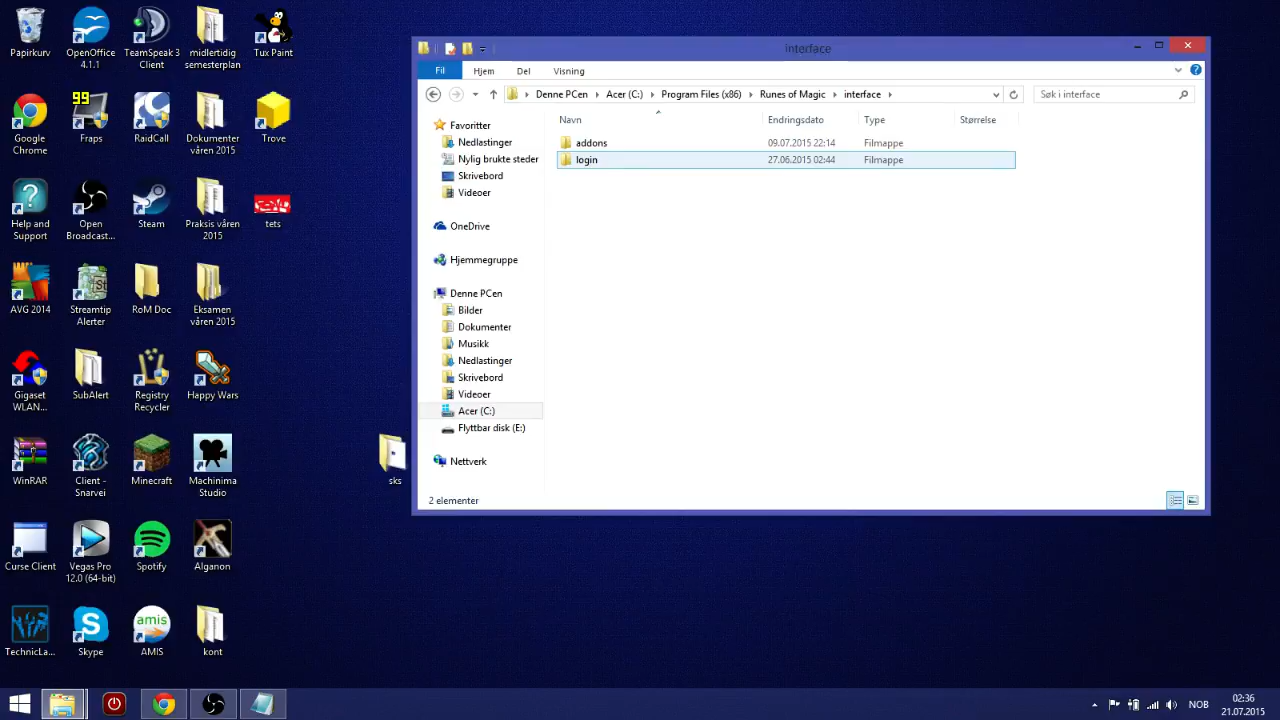 Papirkurv
OpenOffice
4.1.1
TeamSpeak 3
Client
midlertidig
semesterplan
Tux Paint
Google
Chrome
99
Fraps
RaidCall
Dokumenter
våren 2015
Trove
Help and
Support
Open
Broadcast...
Steam
Praksis våren
2015
tets
AVG 2014
Streamtip
Alerter
RoM Doc
Eksamen
våren 2015
Gigaset
WLAN...
SubAlert
Registry
Recycler
Happy Wars
WinRAR
Client -
Snarvei
Minecraft
Machinima
Studio
sks
Curse Client
Vegas Pro
12.0 (64-bit)
Spotify
Alganon
TechnicLa...
Skype
amis
AMIS
kont
interface
Fil
Hjem
Del
Visning
Denne PCen
Acer (C:)
Program Files (x86)
Runes of Magic
interface
Søk i interface
Navn
Endringsdato
Type
Størrelse
addons
09.07.2015 22:14
Filmappe
login
27.06.2015 02:44
Filmappe
Favoritter
Nedlastinger
Nylig brukte steder
Skrivebord
Videoer
OneDrive
Hjemmegruppe
Denne PCen
Bilder
Dokumenter
Musikk
Nedlastinger
Skrivebord
Videoer
Acer (C:)
Flyttbar disk (E:)
Nettverk
2 elementer
NOB
02:36
21.07.2015